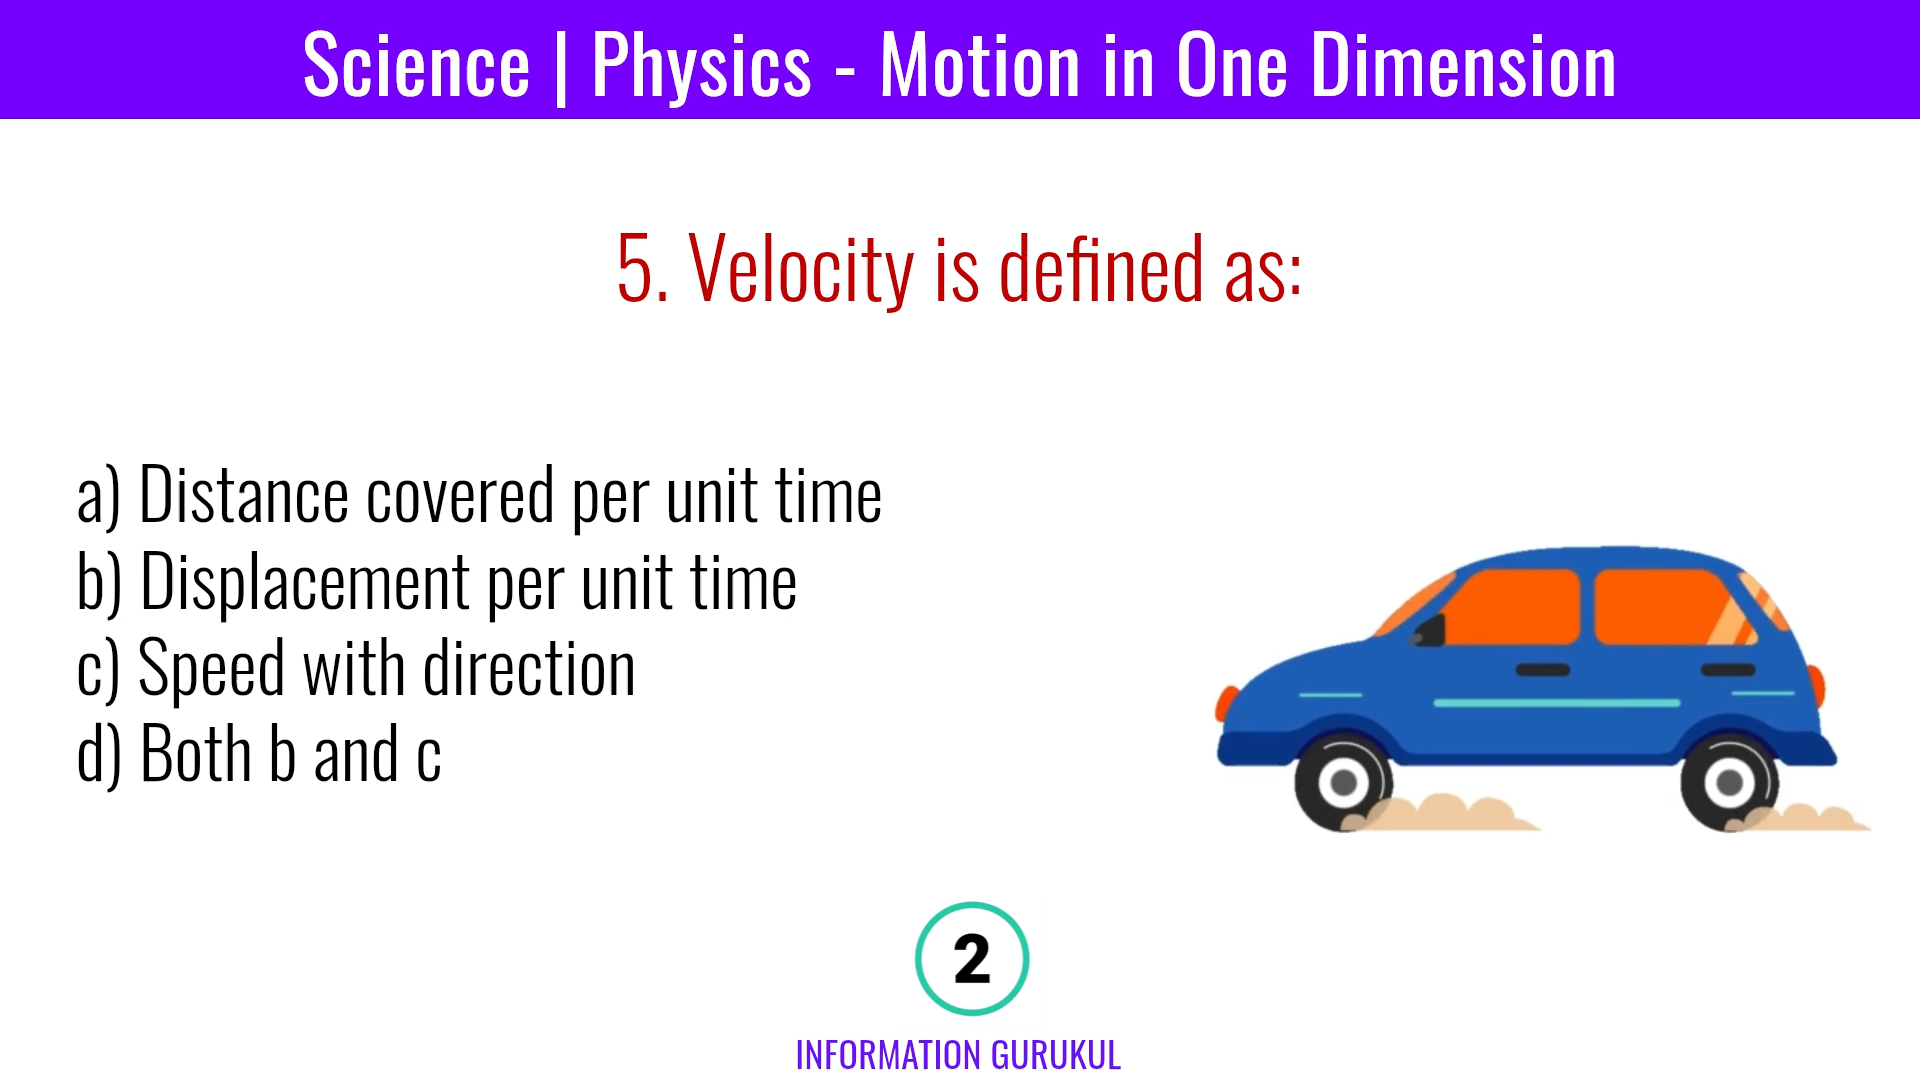 Science | Physics - Motion in One Dimension
5. Velocity is defined as:
a) Distance covered per unit time
b) Displacement per unit time
c) Speed with direction
d) Both b and c
2
INFORMATION GURUKUL